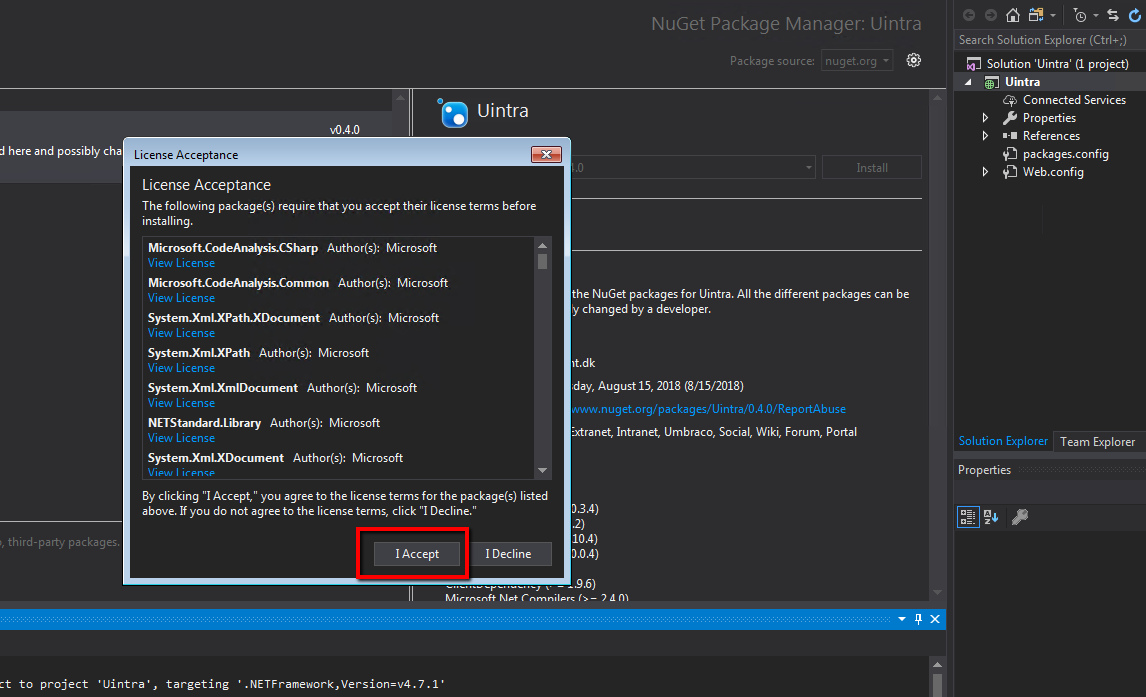 NuGet Package Manager: Uintra
Package source: nuget.org
Uintra
v0.4.0
d here and possibly cha
.0
Install
License Acceptance
License Acceptance
The following package(s) require that you accept their license terms before
installing.
Microsoft.CodeAnalysis.CSharp Author(s): Microsoft
View License
Microsoft.CodeAnalysis.Common Author(s): Microsoft
View License
System.Xml.XPath.XDocument Author(s): Microsoft
View License
System.Xml.XPath Author(s): Microsoft
View License
System.Xml.XmlDocument Author(s): Microsoft
View License
NETStandard.Library Author(s): Microsoft
View License
System.Xml.XDocument Author(s): Microsoft
View License
By clicking "I Accept," you agree to the license terms for the package(s) listed
above. If you do not agree to the license terms, click "I Decline."
I Accept
I Decline
the NuGet packages for Uintra. All the different packages can be
ly changed by a developer.
nt.dk
sday, August 15, 2018 (8/15/2018)
www.nuget.org/packages/Uintra/0.4.0/ReportAbuse
Extranet, Intranet, Umbraco, Social, Wiki, Forum, Portal
0.3.4)
.2)
10.4)
0.0.4)
ClientDependency (>= 1.9.6)
Microsoft.Net.Compilers (>= 2.4.0)
, third-party packages.
ct to project 'Uintra', targeting '.NETFramework,Version=v4.7.1'
Search Solution Explorer (Ctrl+;)
Solution 'Uintra' (1 project)
Uintra
Connected Services
Properties
References
packages.config
Web.config
Solution Explorer
Team Explorer
Properties